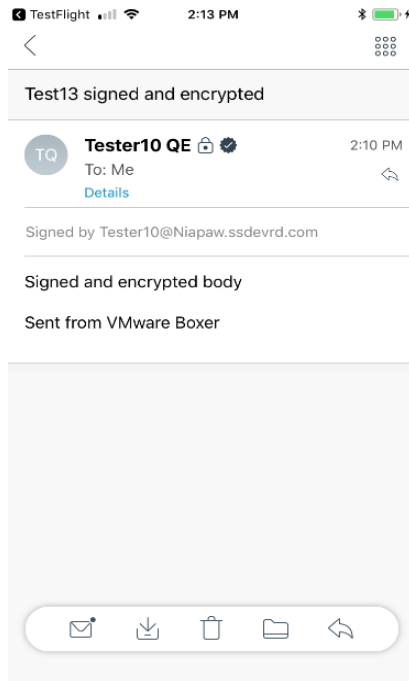 TestFlight 2:13 PM
Test13 signed and encrypted
TQ Tester10 QE 2:10 PM
To: Me
Details
Signed by Tester10@Niapaw.ssdevrd.com
Signed and encrypted body
Sent from VMware Boxer